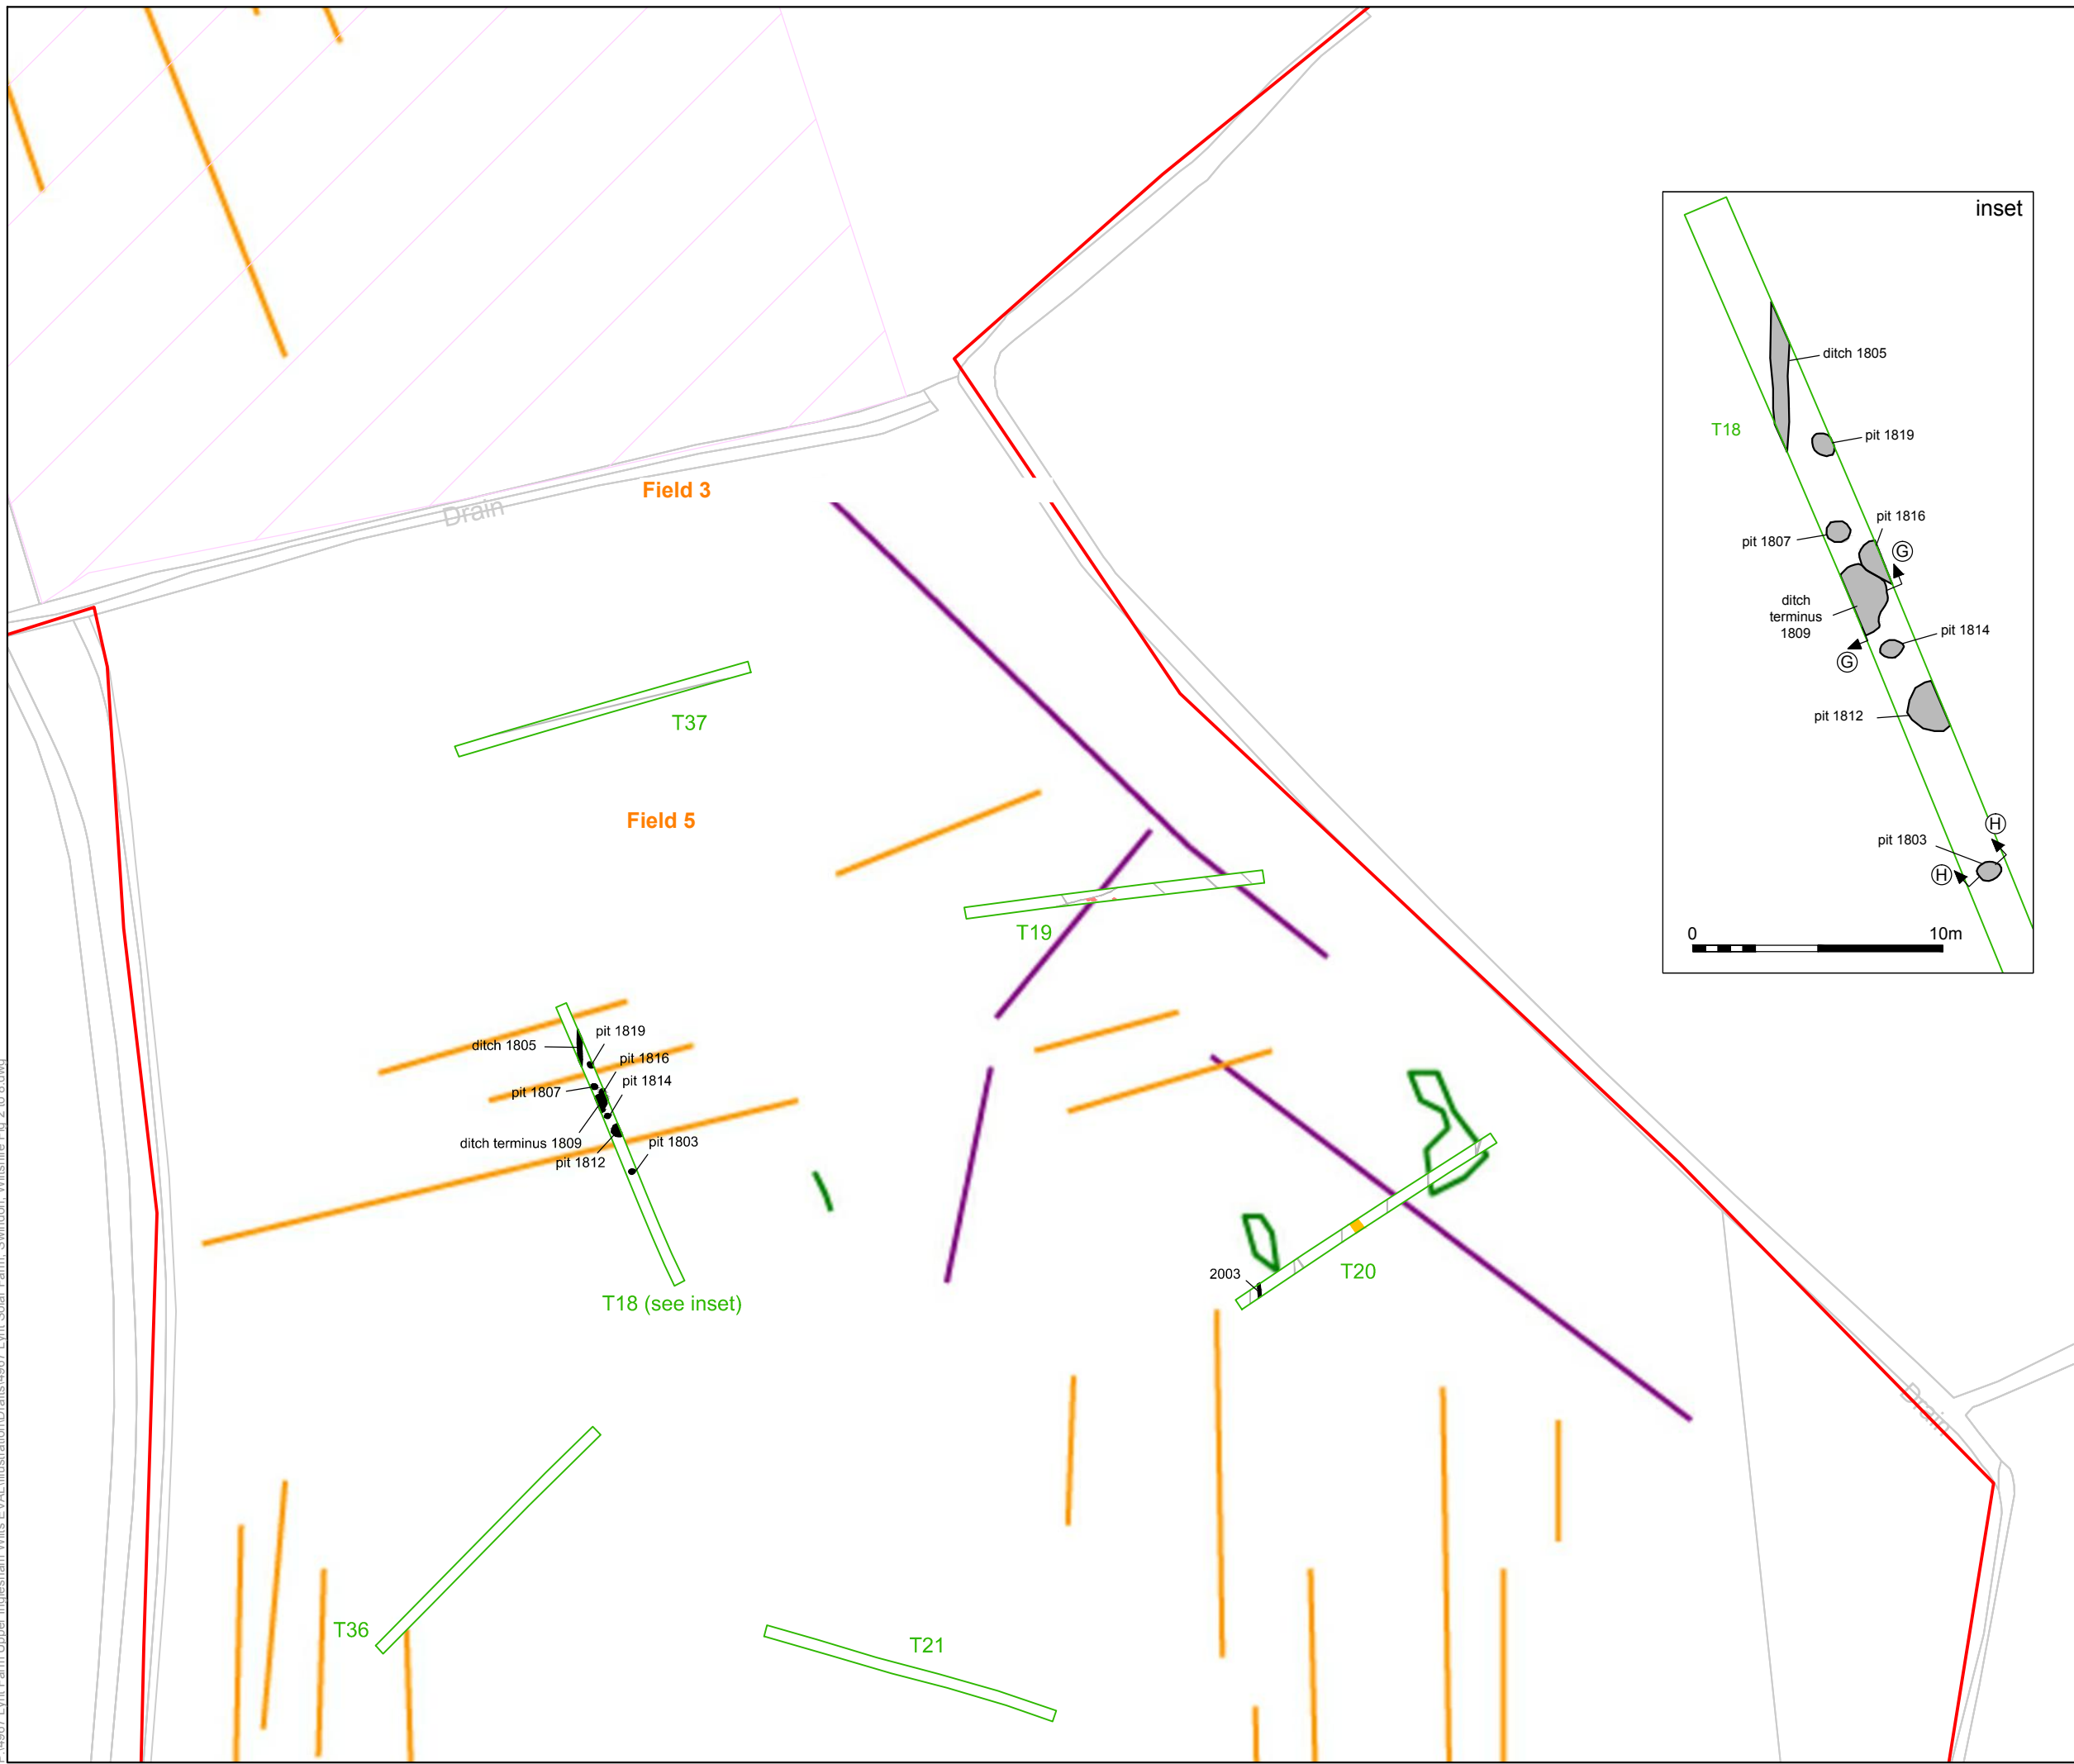 inset
ditch 1805
T18
pit 1819
pit 1816
G
pit 1807
ditch
terminus
1809
pit 1814
G
pit 1812
H
pit 1803
H
0 10m
Field 3
Drain
T37
Field 5
T19
pit 1819
ditch 1805
pit 1816
pit 1814
pit 1807
ditch terminus 1809
pit 1803
pit 1812
T18 (see inset)
2003
T20
Drain
T36
T21